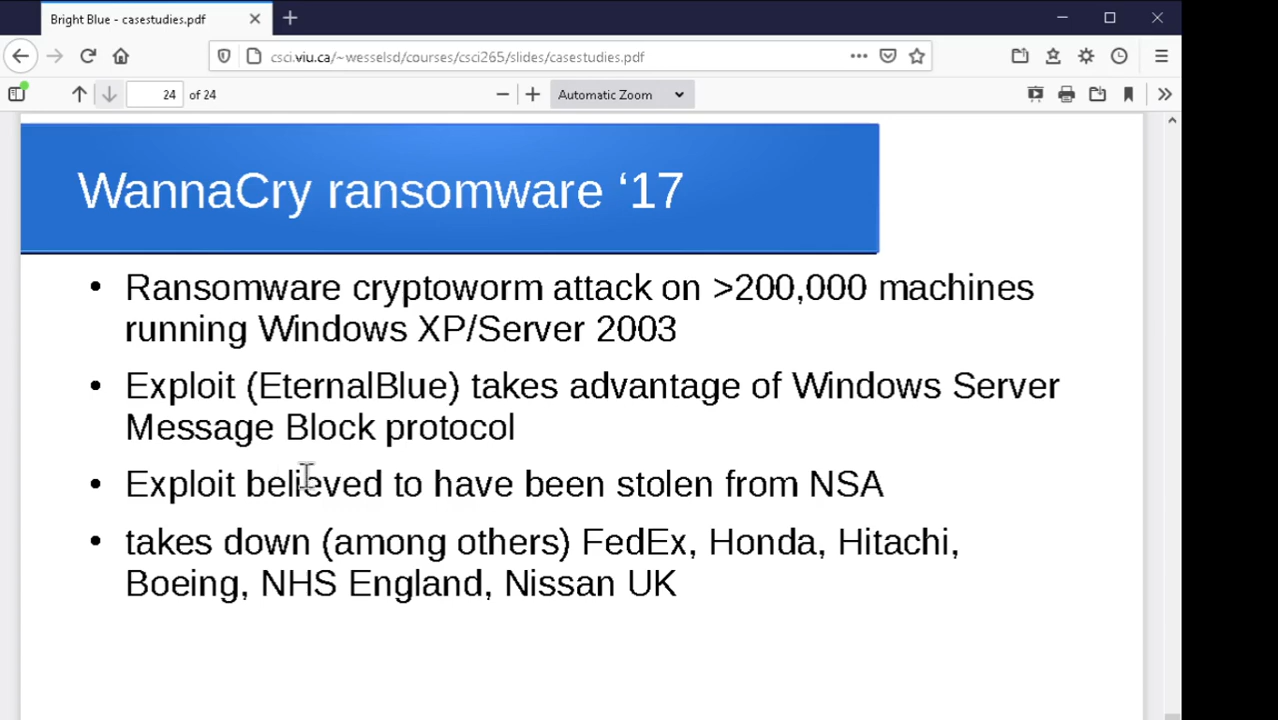 Bright Blue - casestudies.pdf
csci.viu.ca/~wesselsd/courses/csci265/slides/casestudies.pdf
24 of 24
Automatic Zoom
WannaCry ransomware ‘17
• Ransomware cryptoworm attack on >200,000 machines
running Windows XP/Server 2003
• Exploit (EternalBlue) takes advantage of Windows Server
Message Block protocol
• Exploit believed to have been stolen from NSA
• takes down (among others) FedEx, Honda, Hitachi,
Boeing, NHS England, Nissan UK